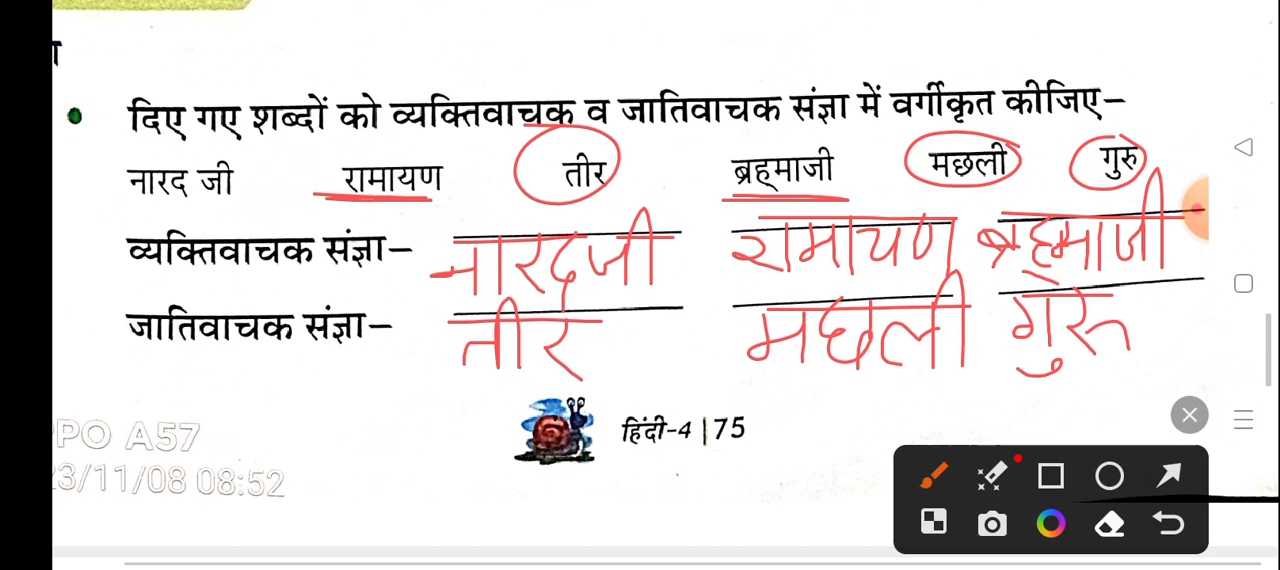 दिए गए शब्दों को व्यक्तिवाचक व जातिवाचक संज्ञा में वर्गीकृत कीजिए–
नारद जी रामायण तीर ब्रह्माजी मछली गुरु
व्यक्तिवाचक संज्ञा– नारदजी रामायण ब्रह्माजी
जातिवाचक संज्ञा– तीर मछली गुरू
हिंदी-4 | 75
PO A57
3/11/08 08:52